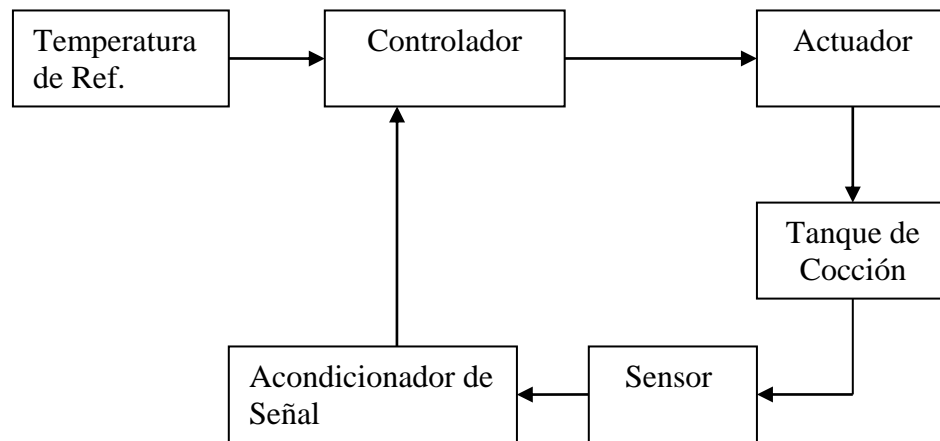 Temperatura
de Ref.
Controlador
Actuador
Tanque de
Cocción
Acondicionador de
Señal
Sensor